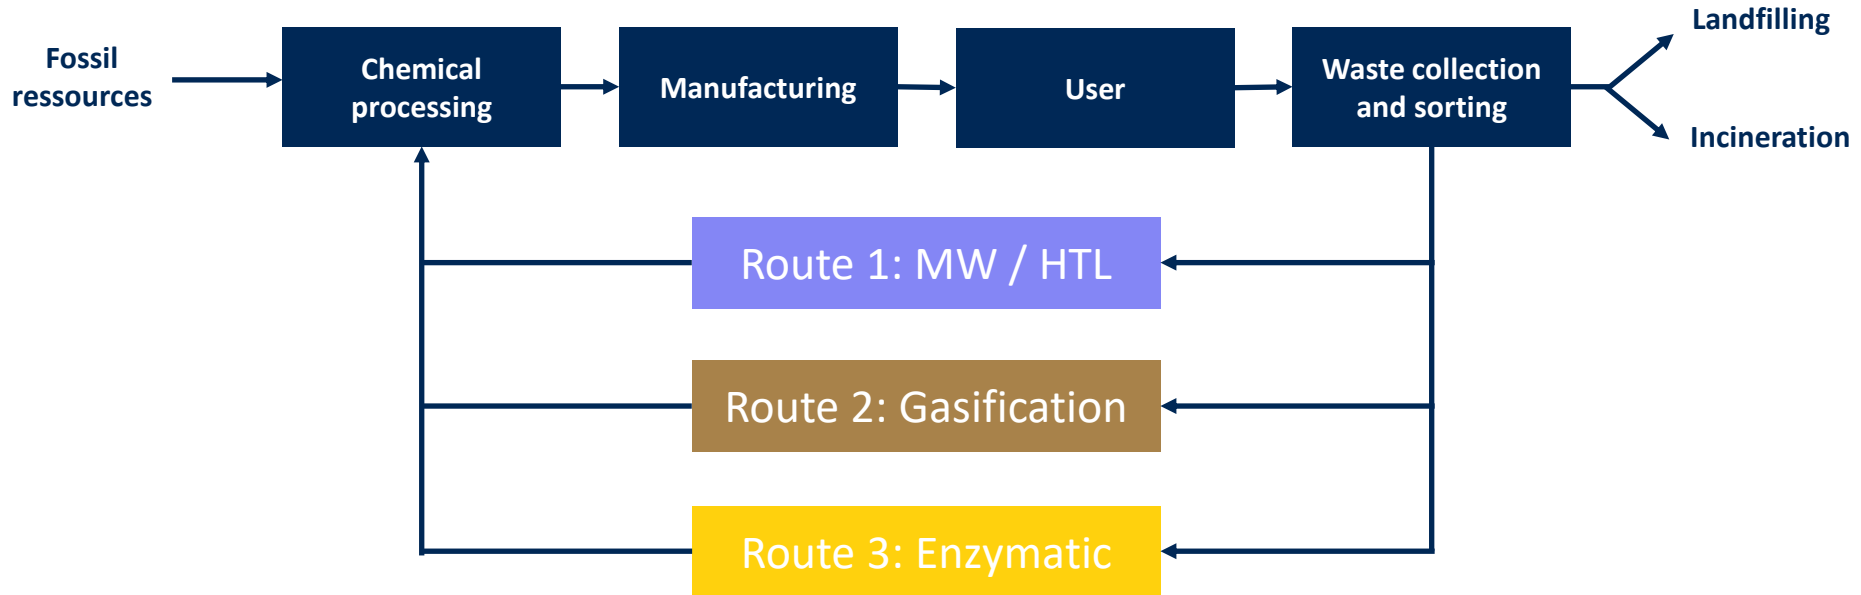 Fossil
ressources
Chemical
processing
Manufacturing
User
Waste collection
and sorting
Landfilling
Incineration
Route 1: MW / HTL
Route 2: Gasification
Route 3: Enzymatic